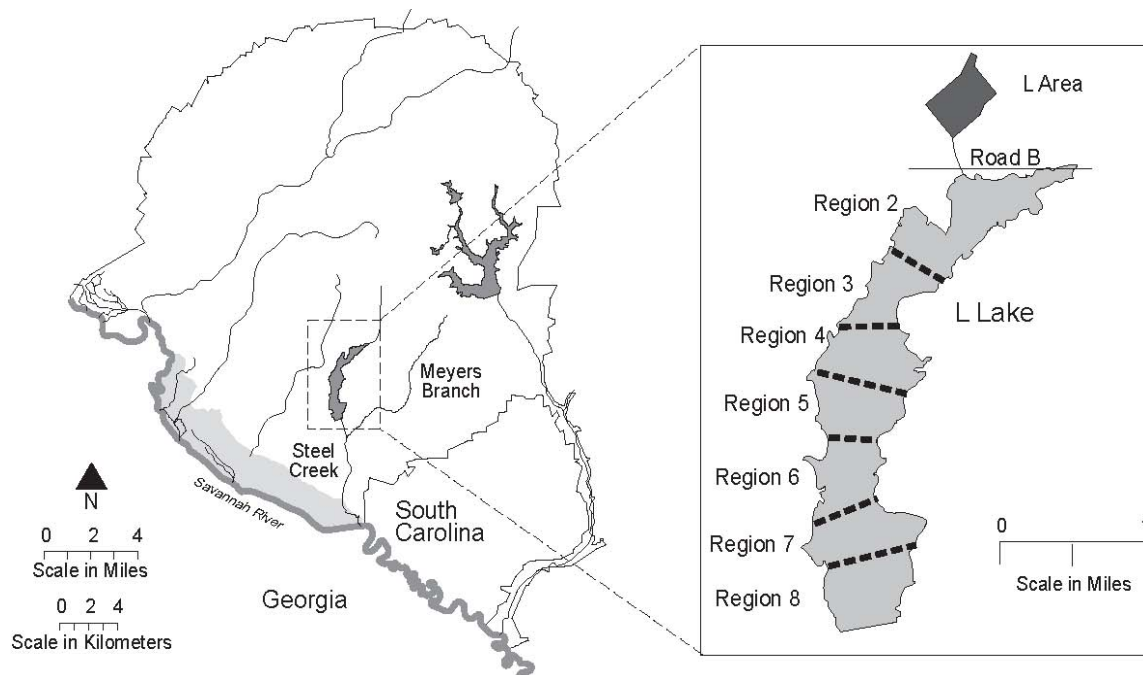 L Area
Road B
Region 2
Region 3
L Lake
Region 4
Region 5
Region 6
Region 7
Region 8
0
Scale in Miles
Meyers
Branch
Steel
Creek
Savannah River
South
Carolina
Georgia
N
0 2 4
Scale in Miles
0 2 4
Scale in Kilometers